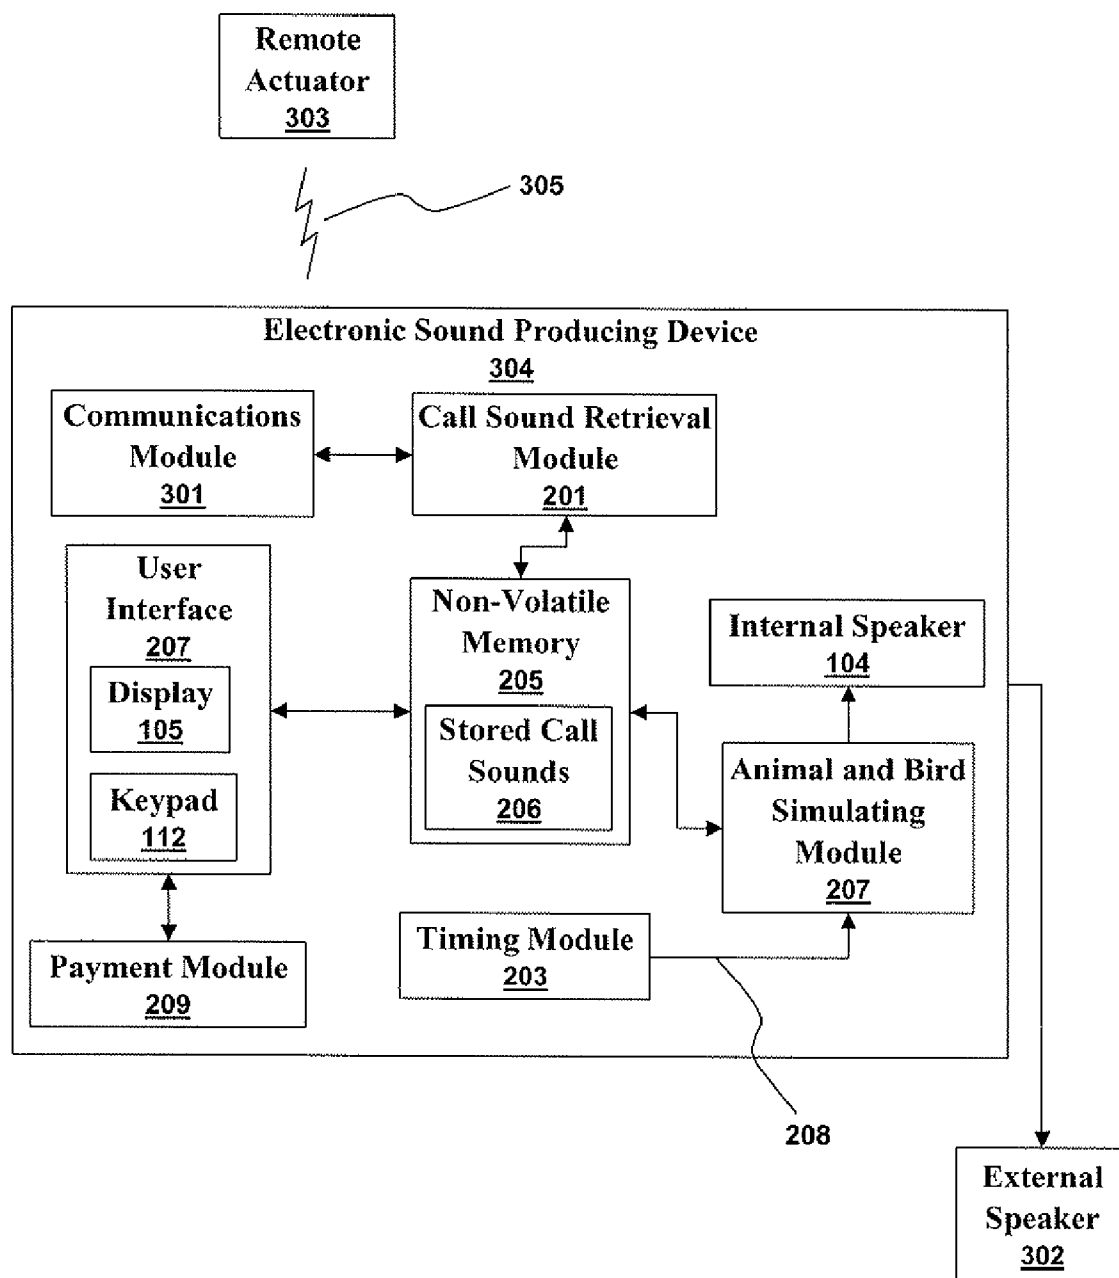 Remote
Actuator
303
305
Electronic Sound Producing Device
304
Communications
Module
301
Call Sound Retrieval
Module
201
User
Interface
207
Display
105
Keypad
112
Non-Volatile
Memory
205
Stored Call
Sounds
206
Internal Speaker
104
Animal and Bird
Simulating
Module
207
Payment Module
209
Timing Module
203
208
External
Speaker
302